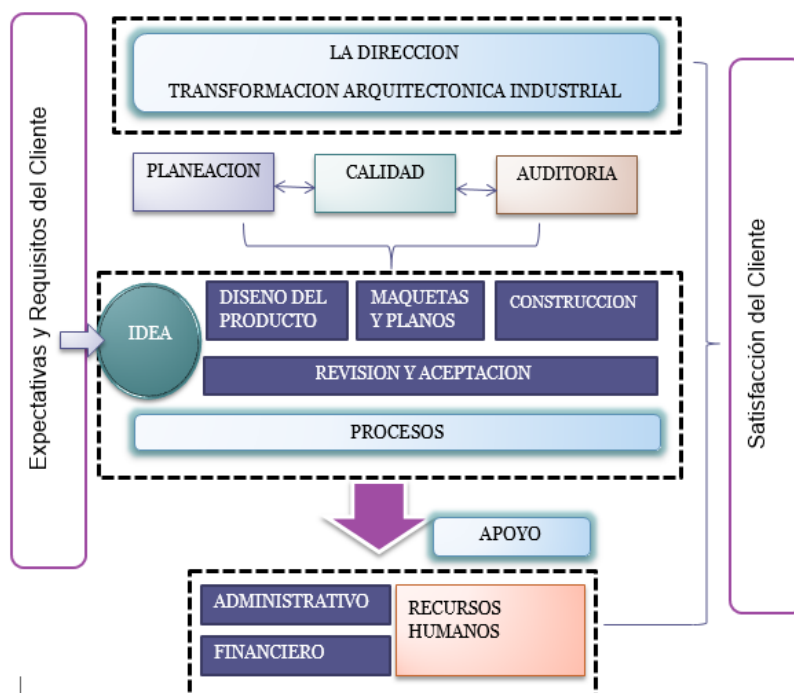 Expectativas y Requisitos del Cliente
LA DIRECCION
TRANSFORMACION ARQUITECTONICA INDUSTRIAL
PLANEACION
CALIDAD
AUDITORIA
IDEA
DISENO DEL
PRODUCTO
MAQUETAS
Y PLANOS
CONSTRUCCION
REVISION Y ACEPTACION
PROCESOS
APOYO
ADMINISTRATIVO
FINANCIERO
RECURSOS
HUMANOS
Satisfacción del Cliente